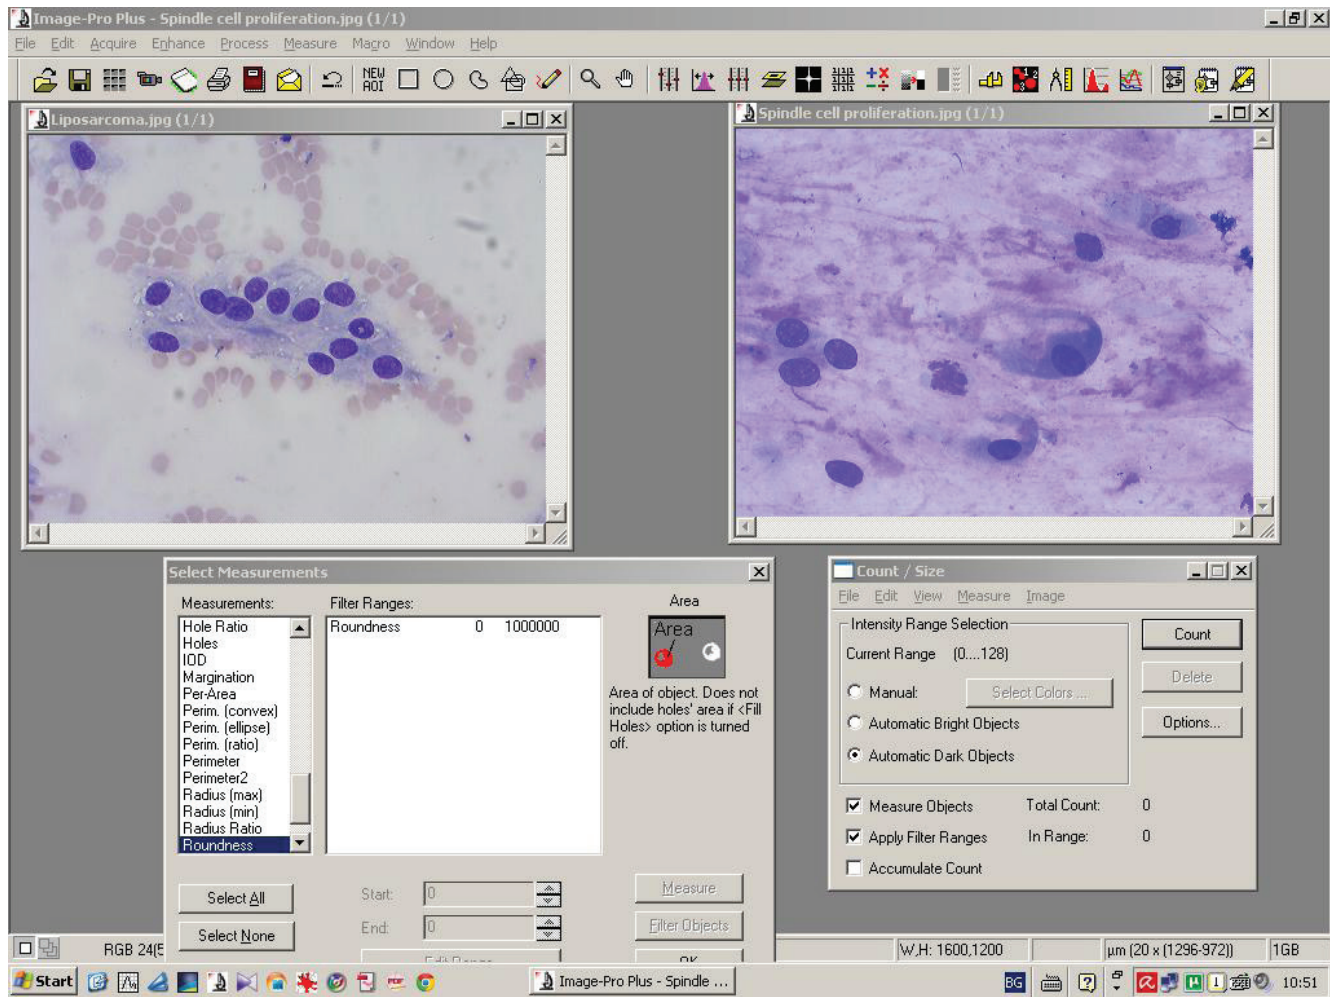 Image-Pro Plus - Spindle cell proliferation.jpg (1/1)
File Edit Acquire Enhance Process Measure Macro Window Help
NEW
AOI
Liposarcoma.jpg (1/1)
Spindle cell proliferation.jpg (1/1)
Select Measurements
Measurements:
Hole Ratio
Holes
IOD
Margination
Per-Area
Perim. (convex)
Perim. (ellipse)
Perim. (ratio)
Perimeter
Perimeter2
Radius (max)
Radius (min)
Radius Ratio
Roundness
Filter Ranges:
Roundness 0 1000000
Area
Area
Area of object. Does not
include holes' area if <Fill
Holes> option is turned
off.
Select All
Select None
Start: 0
End: 0
Edit Range
Measure
Filter Objects
OK
Count / Size
File Edit View Measure Image
Intensity Range Selection
Current Range (0....128)
Manual:
Select Colors ...
Automatic Bright Objects
Automatic Dark Objects
Count
Delete
Options...
Measure Objects Total Count: 0
Apply Filter Ranges In Range: 0
Accumulate Count
RGB 24(5
W,H: 1600,1200
µm (20 x (1296-972))
1GB
Start
Image-Pro Plus - Spindle ...
BG
10:51